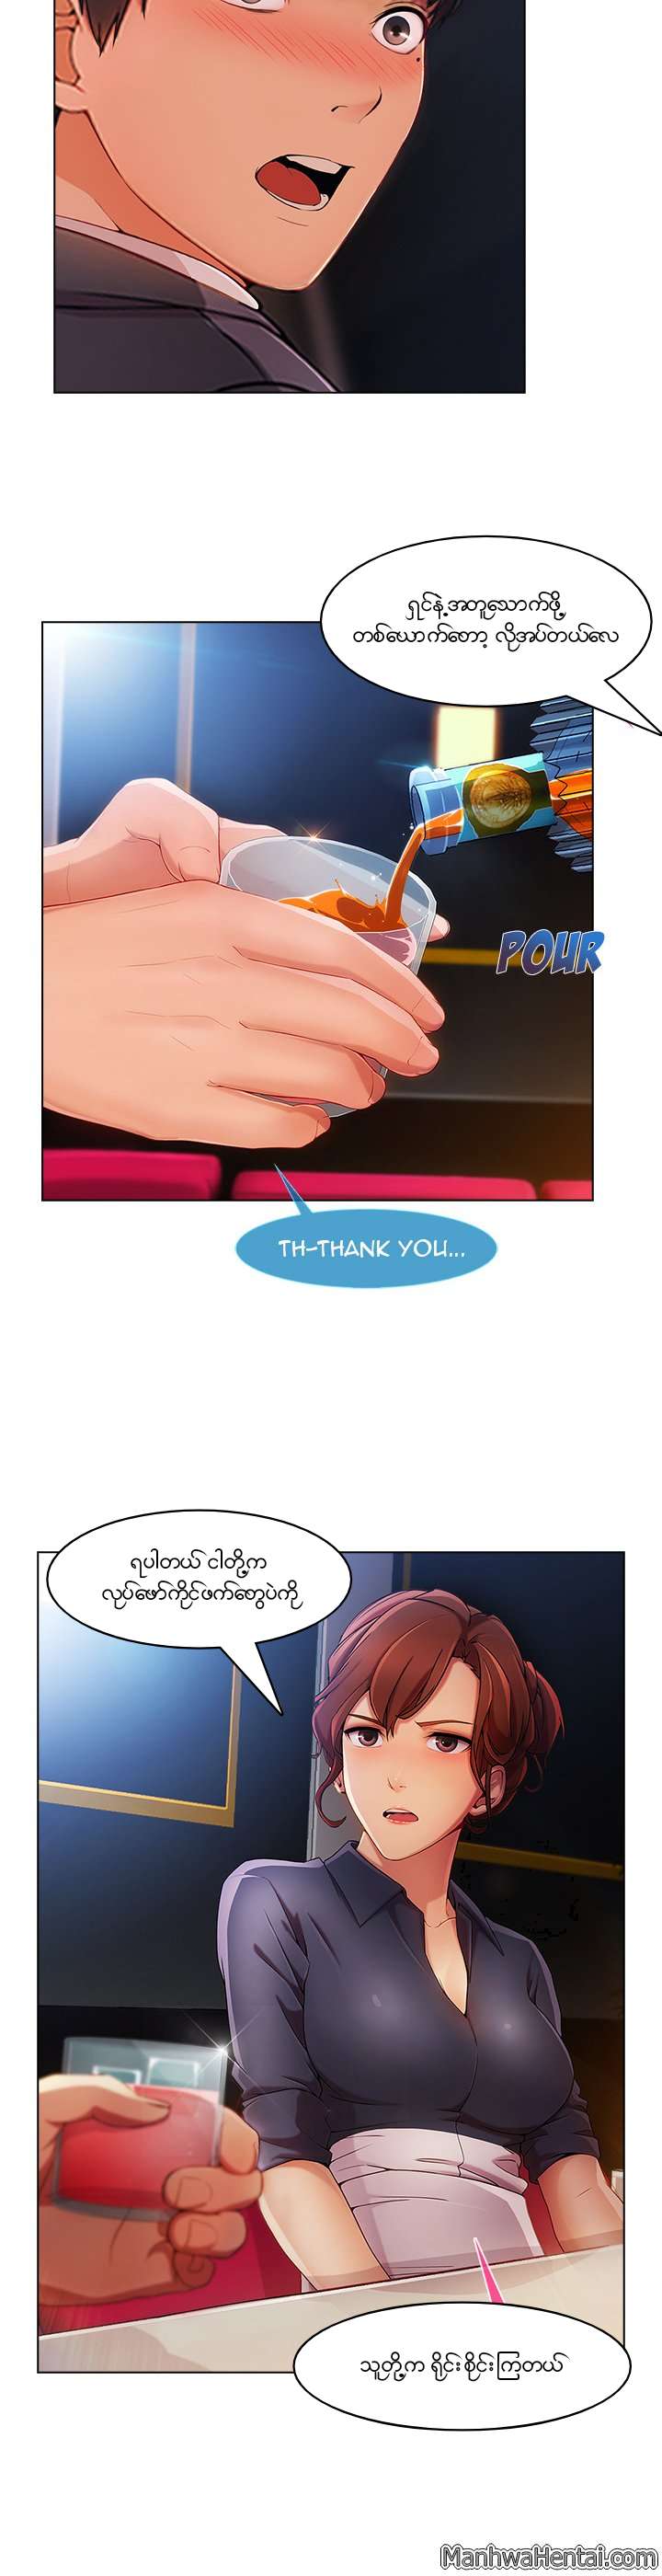 ရှင်နဲ့အတူသောက်ဖို့
တစ်ယောက်တော့ လိုအပ်တယ်လေ
POUR
TH-THANK YOU...
ManhwaHentai.com
ရပါတယ် ငါတို့က
လုပ်ဖော်ကိုင်ဖက်တွေပဲကို
သူတို့က ရိုင်းစိုင်းကြတယ်
ManhwaHentai.com